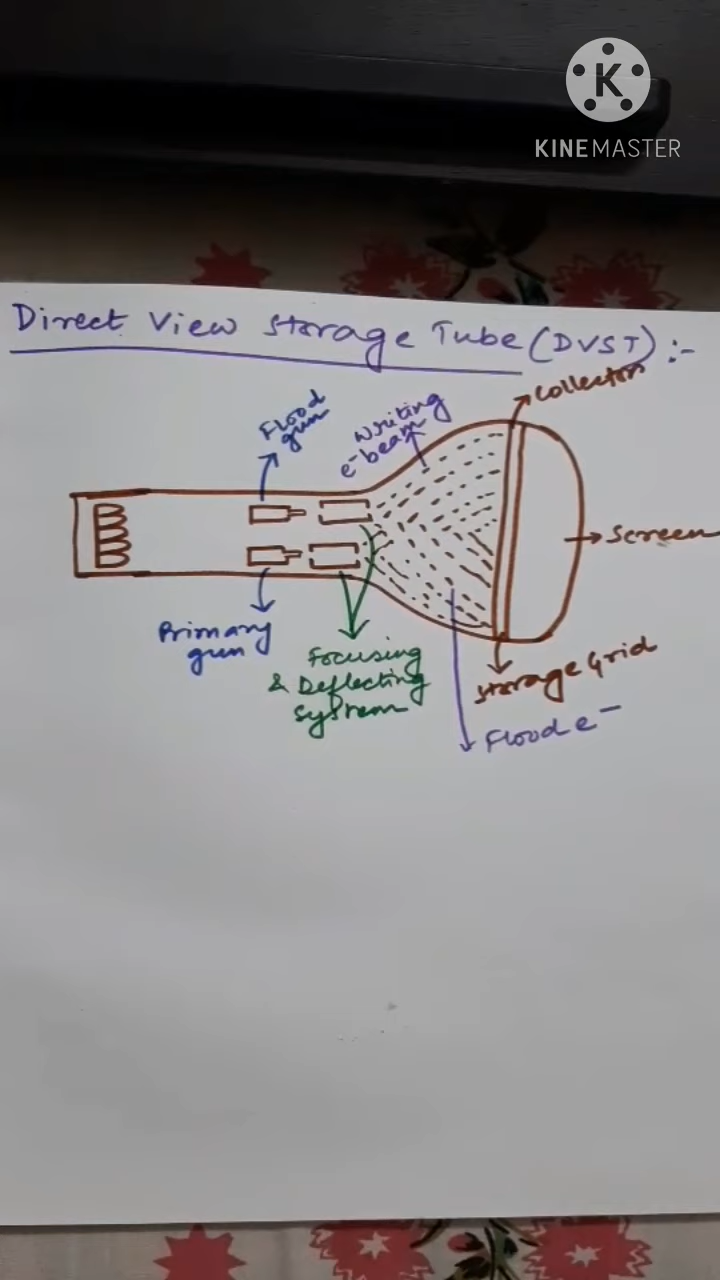 KINEMASTER
Direct View Storage Tube (DVST) :-
Collector
Flood
gun
Writing
e⁻beam
Screen
Primary
gun
Focusing
& Deflecting
System
Storage Grid
Flood e⁻